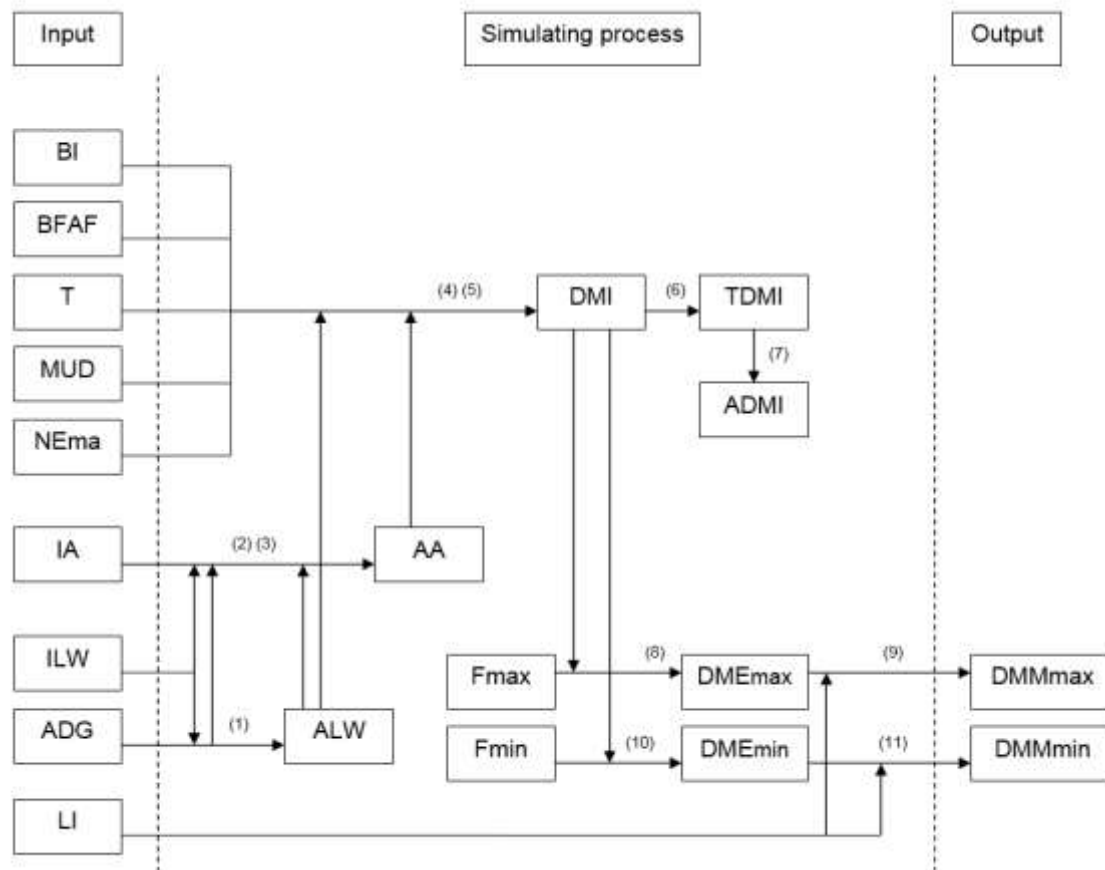 Input
Simulating process
Output
BI
BFAF
T
(4) (5)
DMI
(6)
TDMI
(7)
MUD
ADMI
NEma
IA
(2) (3)
AA
ILW
Fmax
(8)
DMEmax
(9)
DMMmax
ADG
(1)
ALW
Fmin
(10)
DMEmin
(11)
DMMmin
LI